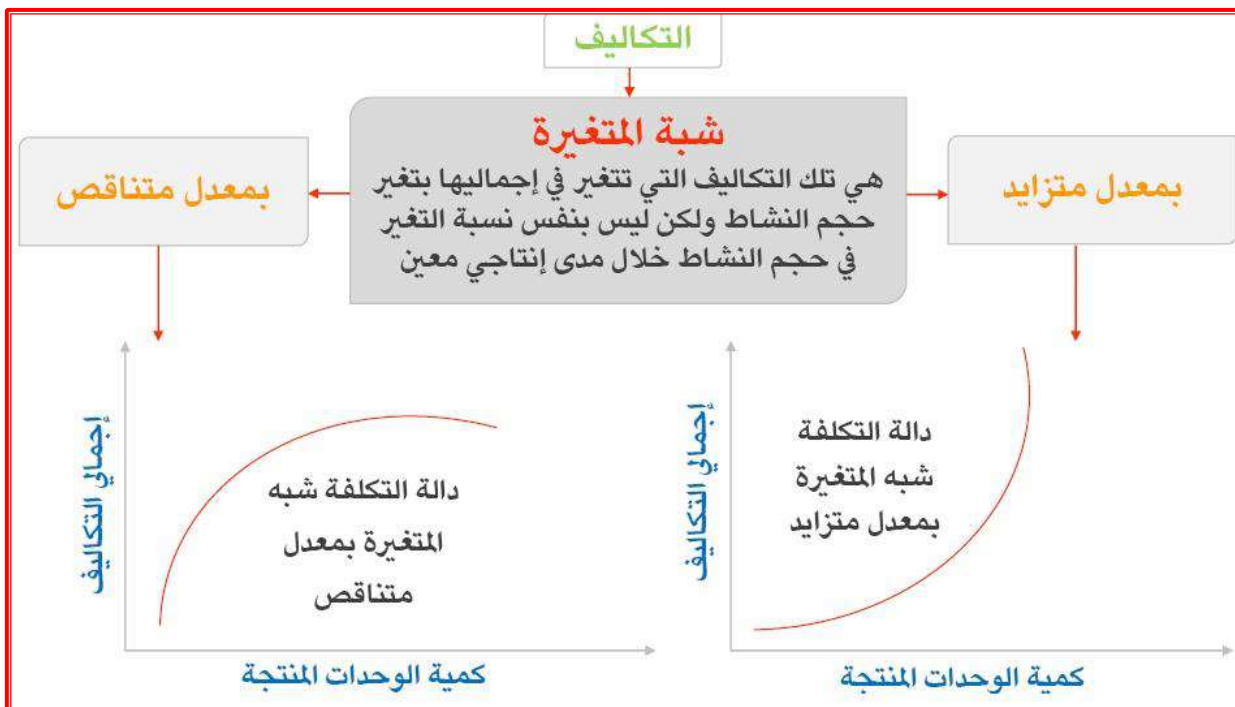 التكاليف
شبة المتغيرة
هي تلك التكاليف التي تتغير في إجماليها بتغير
حجم النشاط ولكن ليس بنفس نسبة التغير
في حجم النشاط خلال مدى إنتاجي معين
بمعدل متزايد
بمعدل متناقص
إجمالي التكاليف
دالة التكلفة
شبه المتغيرة
بمعدل متزايد
كمية الوحدات المنتجة
إجمالي التكاليف
دالة التكلفة شبه
المتغيرة بمعدل
متناقص
كمية الوحدات المنتجة